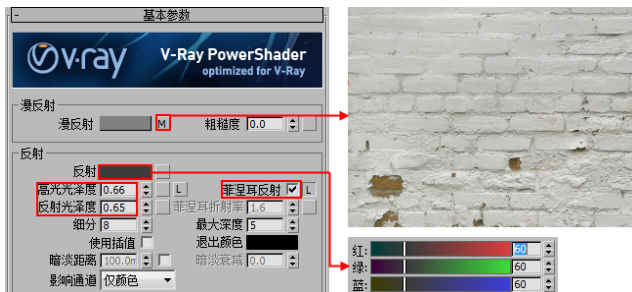 - 基本参数
v·ray V-Ray PowerShader
optimized for V-Ray
漫反射
漫反射 M 粗糙度 0.0
反射
反射
高光光泽度 0.66 L 菲涅耳反射 L
反射光泽度 0.65 菲涅耳折射率 1.6
细分 8 最大深度 5
使用插值 退出颜色
暗淡距离 100.0m 暗淡衰减 0.0
影响通道 仅颜色
红: 60
绿: 60
蓝: 60